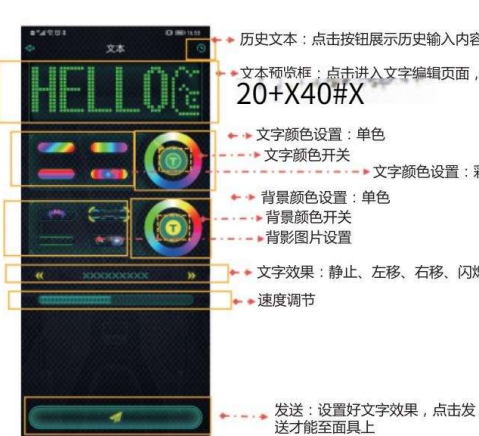 16:59
文本
历史文本：点击按钮展示历史输入内容
HELLO
文本预览框：点击进入文字编辑页面，
20+X40#X
文字颜色设置：单色
T
文字颜色开关
文字颜色设置：
背景颜色设置：单色
背景颜色开关
T
背影图片设置
文字效果：静止、左移、右移、闪烁
XXXXXXXXX
速度调节
发送：设置好文字效果，点击发
送才能至面具上